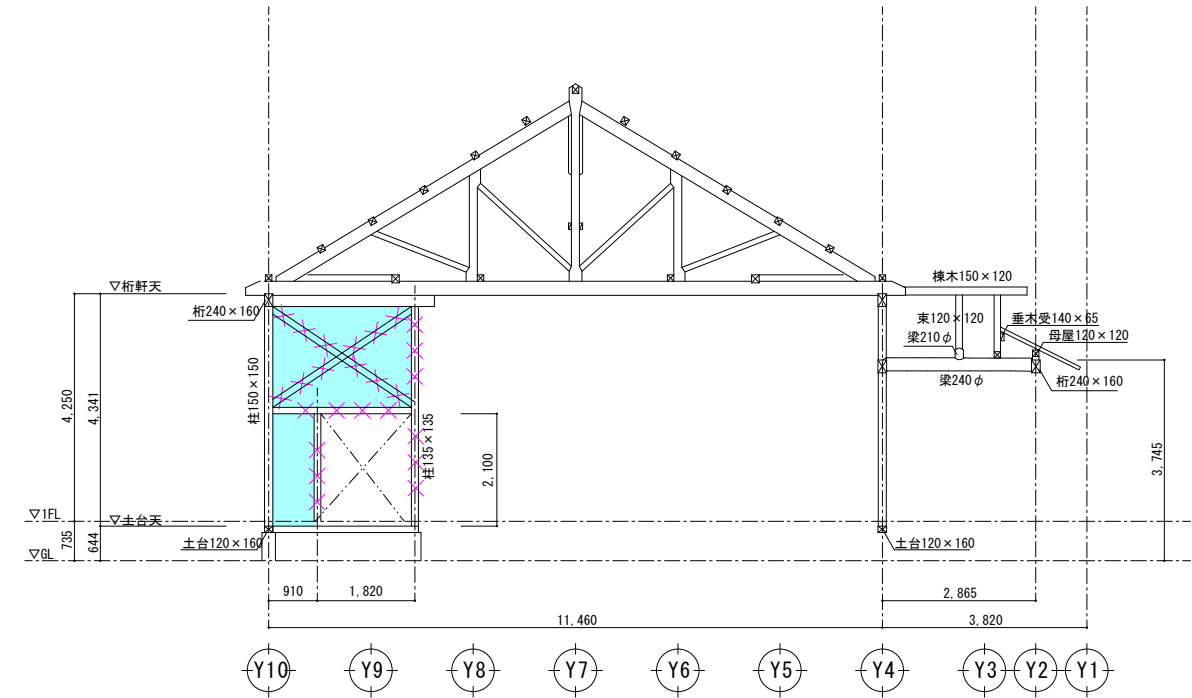 棟木150×120
▽桁軒天
桁240×160
束120×120
垂木受140×65
母屋120×120
梁210φ
梁240φ
桁240×160
柱150×150
柱135×135
4,250
4,341
2,100
3,745
▽1FL
▽土台天
735
644
土台120×160
土台120×160
▽GL
910
1,820
2,865
11,460
3,820
Y10
Y9
Y8
Y7
Y6
Y5
Y4
Y3
Y2
Y1